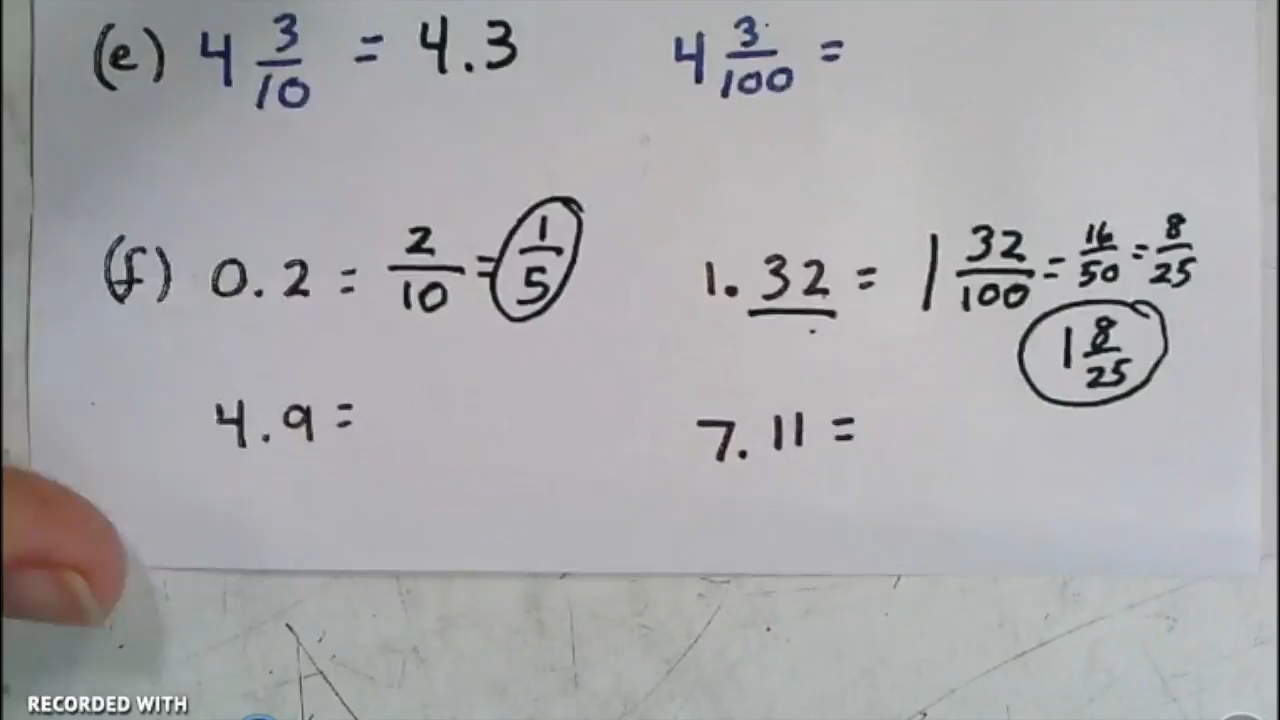 (e) 4 3/10 = 4.3 4 3/100 =
(f) 0.2 = 2/10 = 1/5 1.32 = 1 32/100 = 16/50 = 8/25
1 8/25
4.9 = 7.11 =
RECORDED WITH